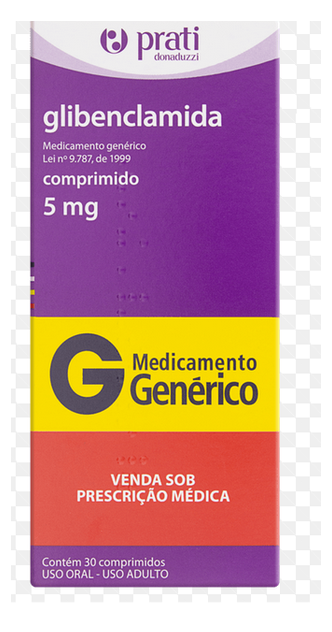 prati
donaduzzi
glibenclamida
Medicamento genérico
Lei nº 9.787, de 1999
comprimido
5 mg
G Medicamento
Genérico
VENDA SOB
PRESCRIÇÃO MÉDICA
Contém 30 comprimidos
USO ORAL - USO ADULTO